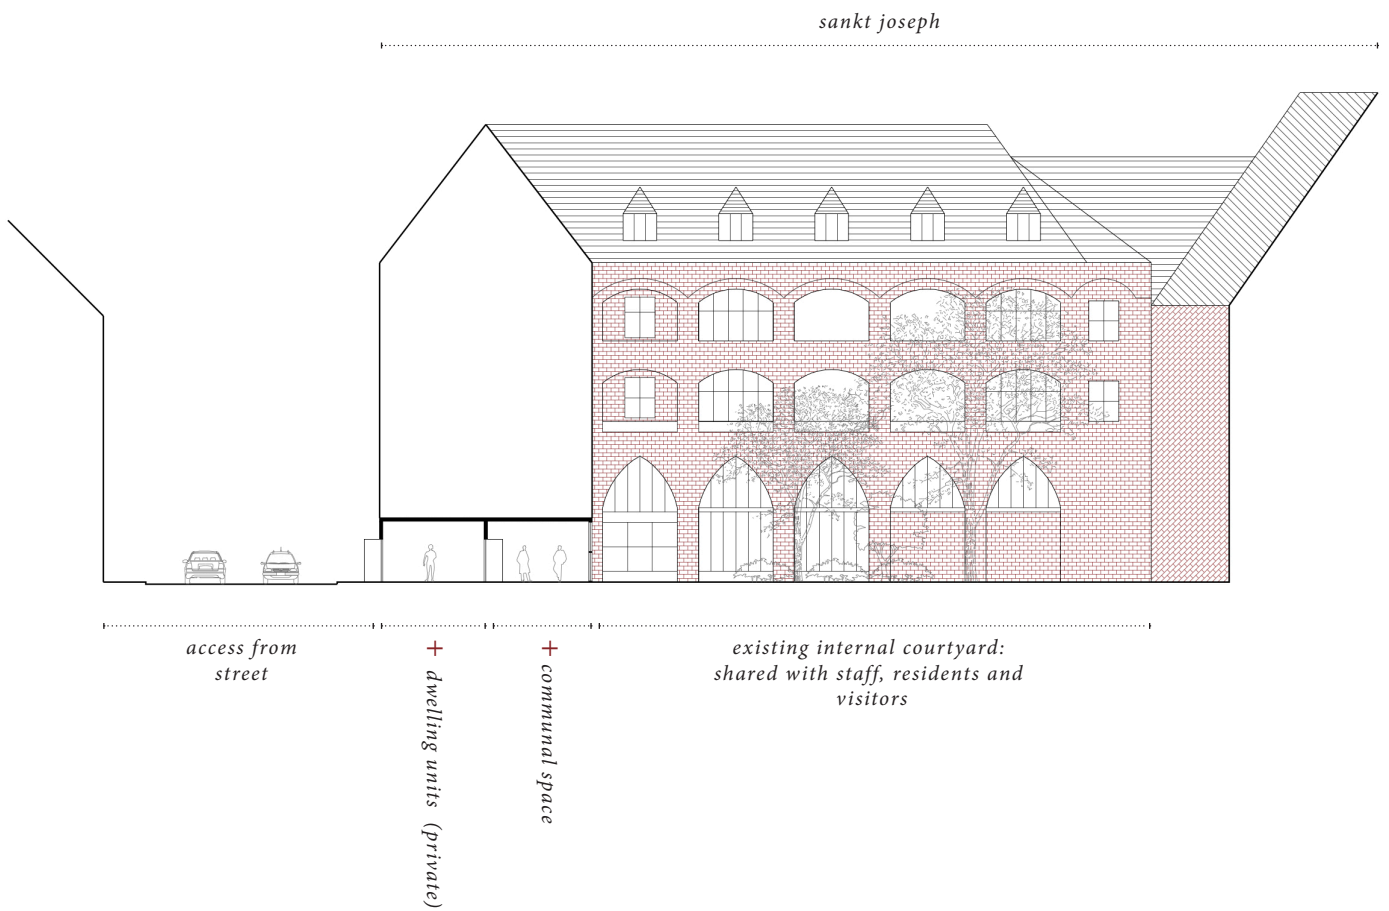 sankt joseph
access from
street
+ dwelling units (private)
+ communal space
existing internal courtyard:
shared with staff, residents and
visitors